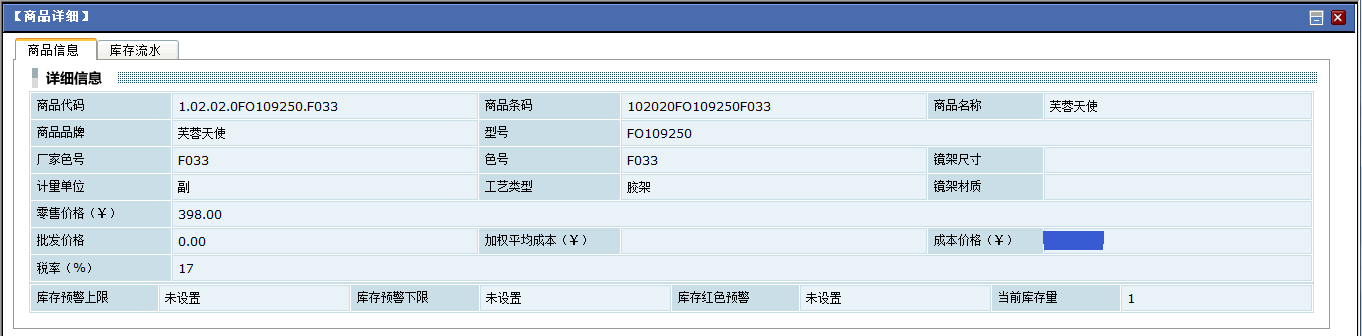 【商品详细】
商品信息 库存流水
详细信息
商品代码 1.02.02.0FO109250.F033 商品条码 102020FO109250F033 商品名称 芙蓉天使
商品品牌 芙蓉天使 型号 FO109250
厂家色号 F033 色号 F033 镜架尺寸
计量单位 副 工艺类型 胶架 镜架材质
零售价格（￥） 398.00
批发价格 0.00 加权平均成本（￥） 成本价格（￥）
税率（%） 17
库存预警上限 未设置 库存预警下限 未设置 库存红色预警 未设置 当前库存量 1